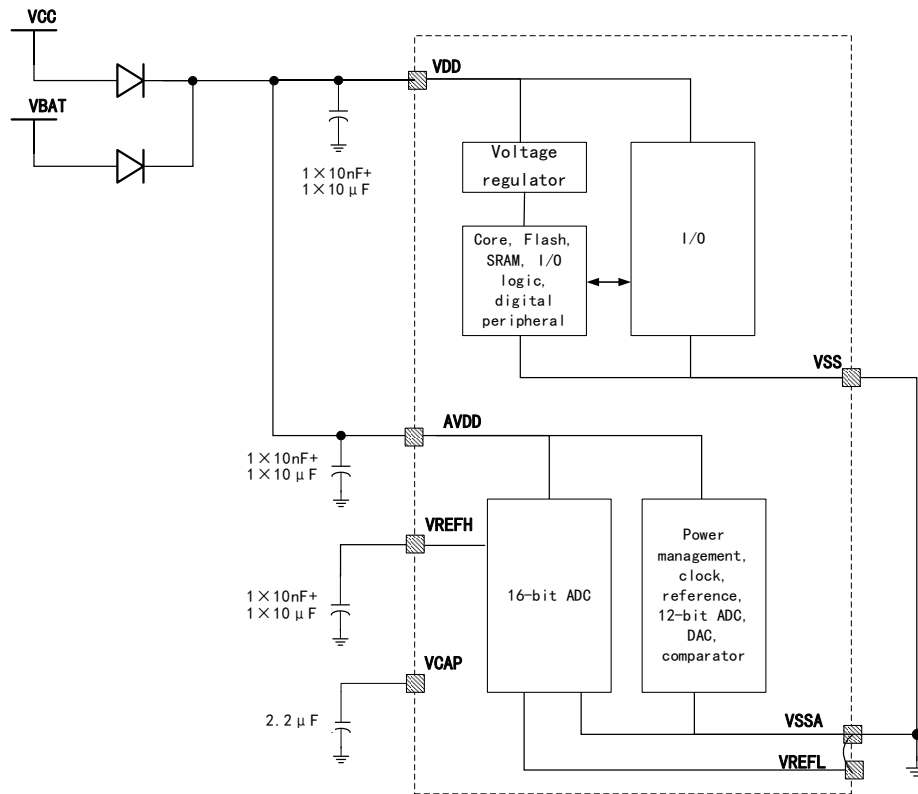 VCC
VDD
VBAT
1×10nF+
1×10μF
Voltage
regulator
Core, Flash,
SRAM, I/O
logic,
digital
peripheral
I/O
VSS
AVDD
1×10nF+
1×10μF
VREFH
1×10nF+
1×10μF
16-bit ADC
Power
management,
clock,
reference,
12-bit ADC,
DAC,
comparator
VCAP
2.2μF
VSSA
VREFL